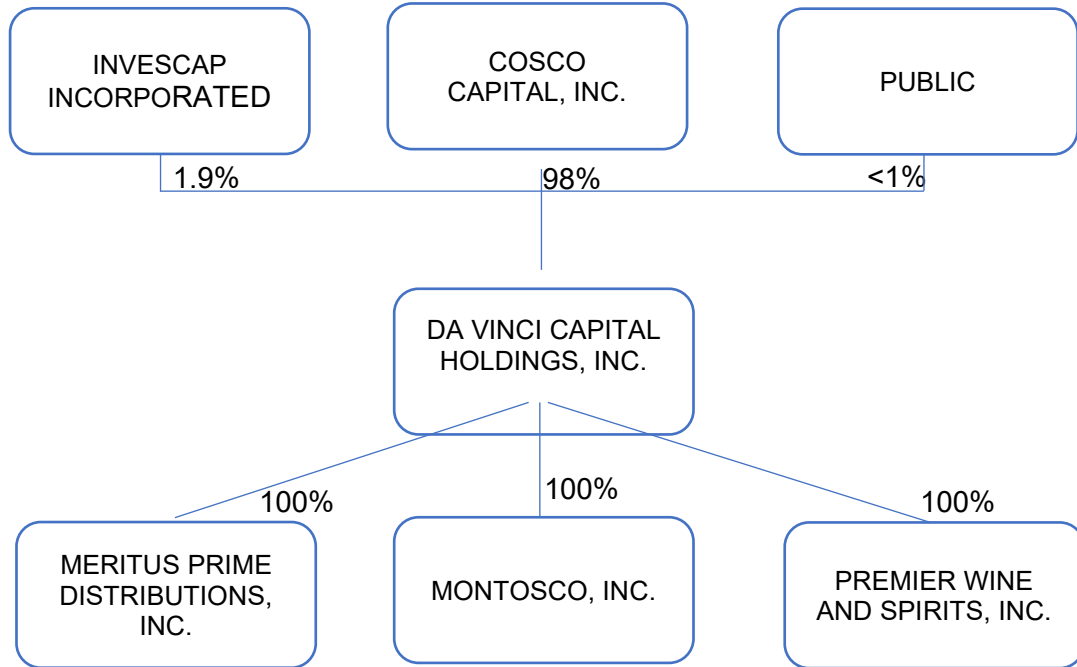 INVESCAP
INCORPORATED
COSCO
CAPITAL, INC.
PUBLIC
1.9%
98%
<1%
DA VINCI CAPITAL
HOLDINGS, INC.
100%
100%
100%
MERITUS PRIME
DISTRIBUTIONS,
INC.
MONTOSCO, INC.
PREMIER WINE
AND SPIRITS, INC.